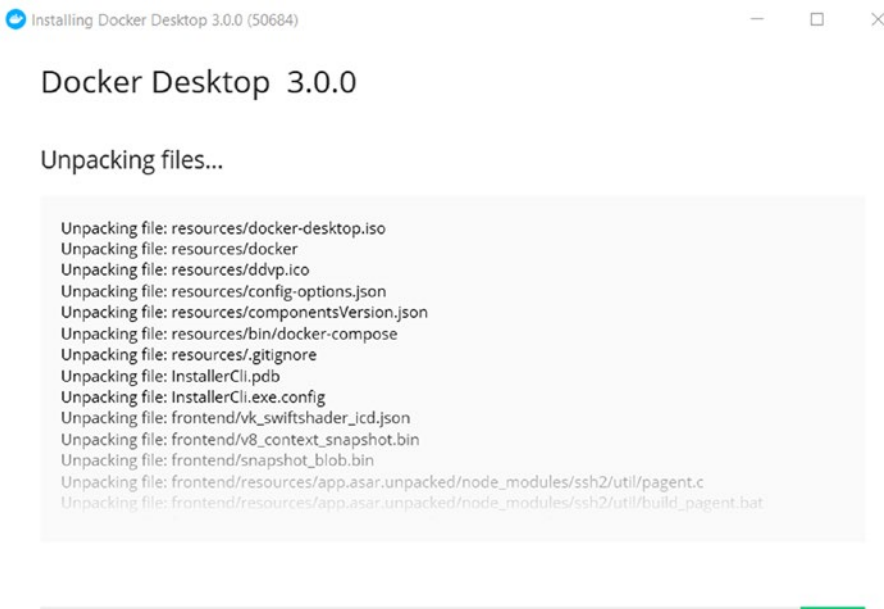 Installing Docker Desktop 3.0.0 (50684)
Docker Desktop 3.0.0
Unpacking files...
Unpacking file: resources/docker-desktop.iso
Unpacking file: resources/docker
Unpacking file: resources/ddvp.ico
Unpacking file: resources/config-options.json
Unpacking file: resources/componentsVersion.json
Unpacking file: resources/bin/docker-compose
Unpacking file: resources/.gitignore
Unpacking file: InstallerCli.pdb
Unpacking file: InstallerCli.exe.config
Unpacking file: frontend/vk_swiftshader_icd.json
Unpacking file: frontend/v8_context_snapshot.bin
Unpacking file: frontend/snapshot_blob.bin
Unpacking file: frontend/resources/app.asar.unpacked/node_modules/ssh2/util/pagent.c
Unpacking file: frontend/resources/app.asar.unpacked/node_modules/ssh2/util/build_pagent.bat